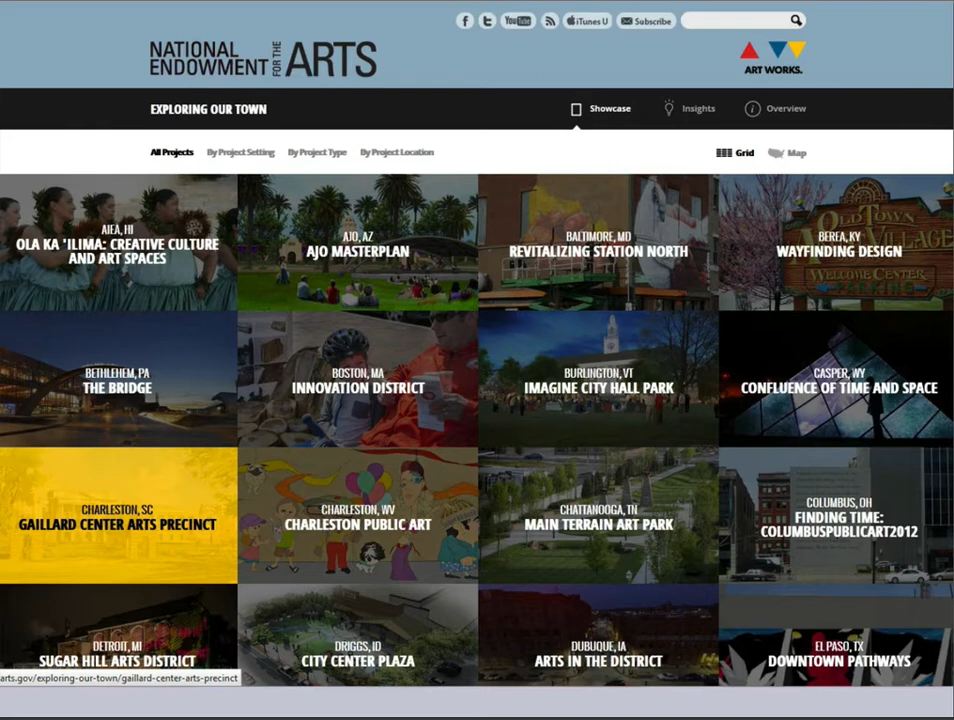 f
t
YouTube
iTunes U
Subscribe
NATIONAL
ENDOWMENT
FOR THE
ARTS
ART WORKS.
EXPLORING OUR TOWN
Showcase
Insights
i
Overview
All Projects
By Project Setting
By Project Type
By Project Location
Grid
Map
AIEA, HI
OLA KA 'ILIMA: CREATIVE CULTURE
AND ART SPACES
AJO, AZ
AJO MASTERPLAN
BALTIMORE, MD
REVITALIZING STATION NORTH
OLD TOWN
VILLAGE
BEREA, KY
WAYFINDING DESIGN
WELCOME CENTER
PARKING
BETHLEHEM, PA
THE BRIDGE
BOSTON, MA
INNOVATION DISTRICT
BURLINGTON, VT
IMAGINE CITY HALL PARK
CASPER, WY
CONFLUENCE OF TIME AND SPACE
CHARLESTON, SC
GAILLARD CENTER ARTS PRECINCT
CHARLESTON, WV
CHARLESTON PUBLIC ART
CHATTANOOGA, TN
MAIN TERRAIN ART PARK
COLUMBUS, OH
FINDING TIME:
COLUMBUSPUBLICART2012
DETROIT, MI
SUGAR HILL ARTS DISTRICT
DRIGGS, ID
CITY CENTER PLAZA
DUBUQUE, IA
ARTS IN THE DISTRICT
EL PASO, TX
DOWNTOWN PATHWAYS
arts.gov/exploring-our-town/gaillard-center-arts-precinct